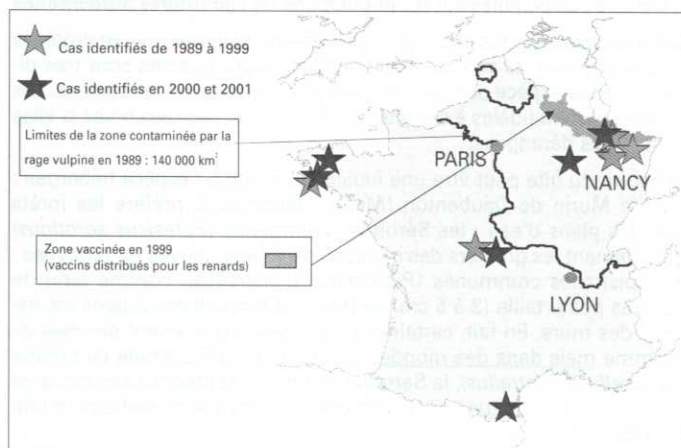 Cas identifiés de 1989 à 1999
Cas identifiés en 2000 et 2001
Limites de la zone contaminée par la
rage vulpine en 1989 : 140 000 km²
PARIS
NANCY
Zone vaccinée en 1999
(vaccins distribués pour les renards)
LYON